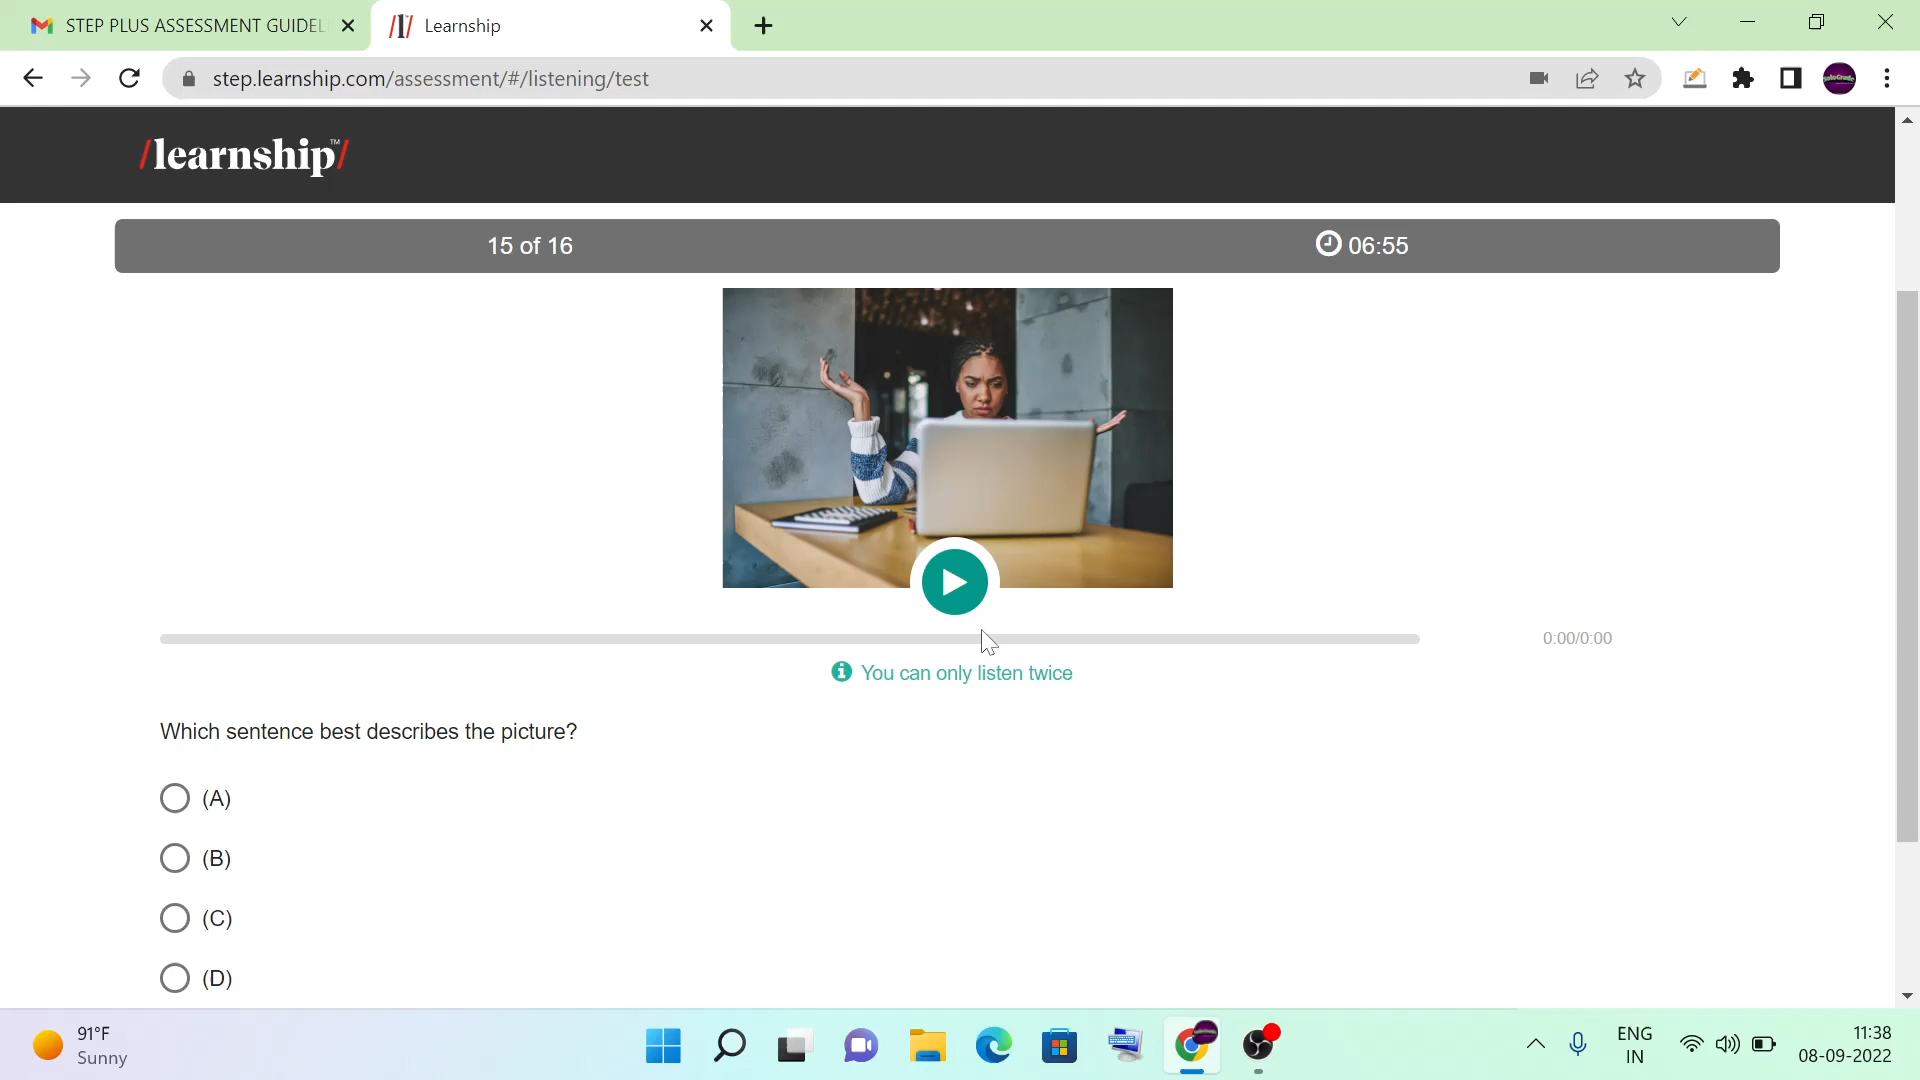 STEP PLUS ASSESSMENT GUIDEL
Learnship
step.learnship.com/assessment/#/listening/test
/learnship™/
15 of 16
06:55
0:00/0:00
You can only listen twice
Which sentence best describes the picture?
(A)
(B)
(C)
(D)
91°F
Sunny
ENG
IN
11:38
08-09-2022